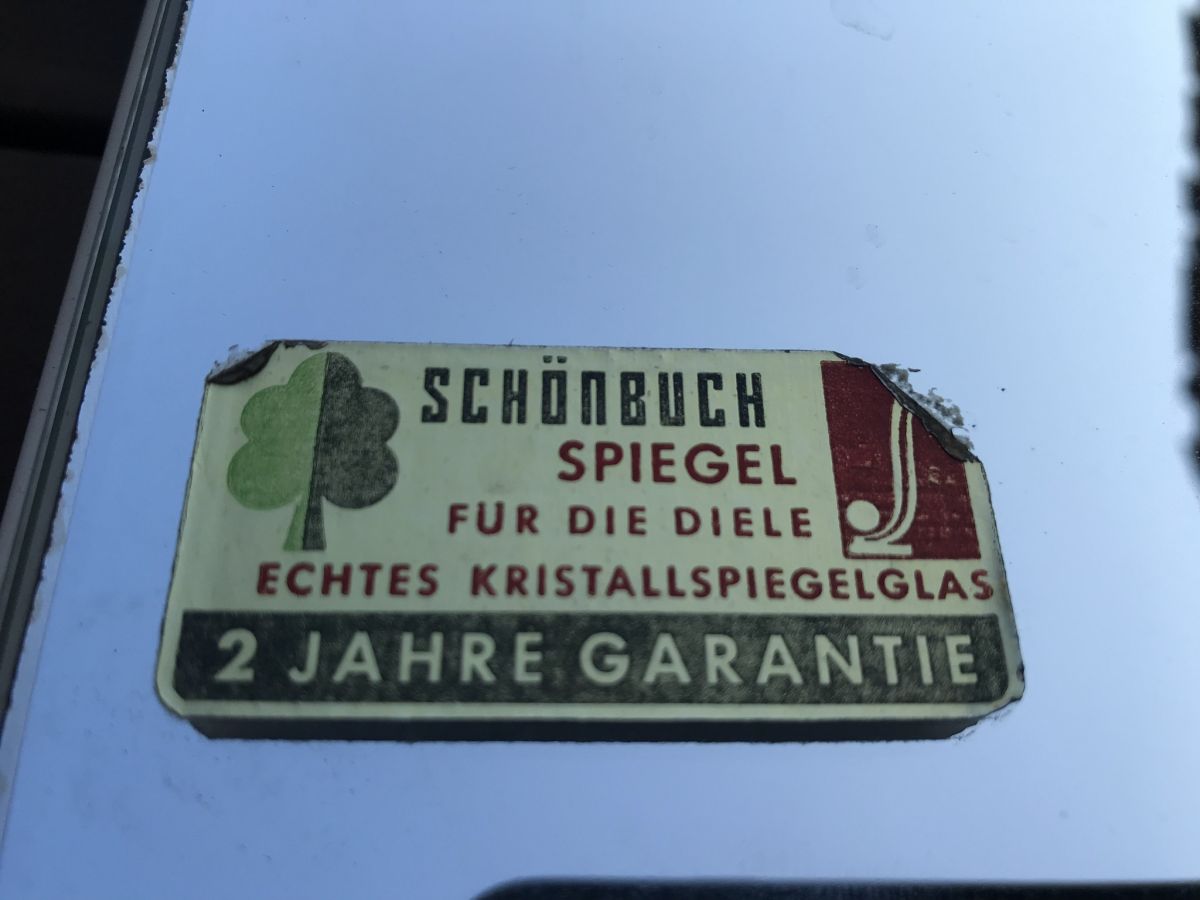 SCHÖNBUCH
SPIEGEL
FÜR DIE DIELE
ECHTES KRISTALLSPIEGELGLAS
2 JAHRE GARANTIE